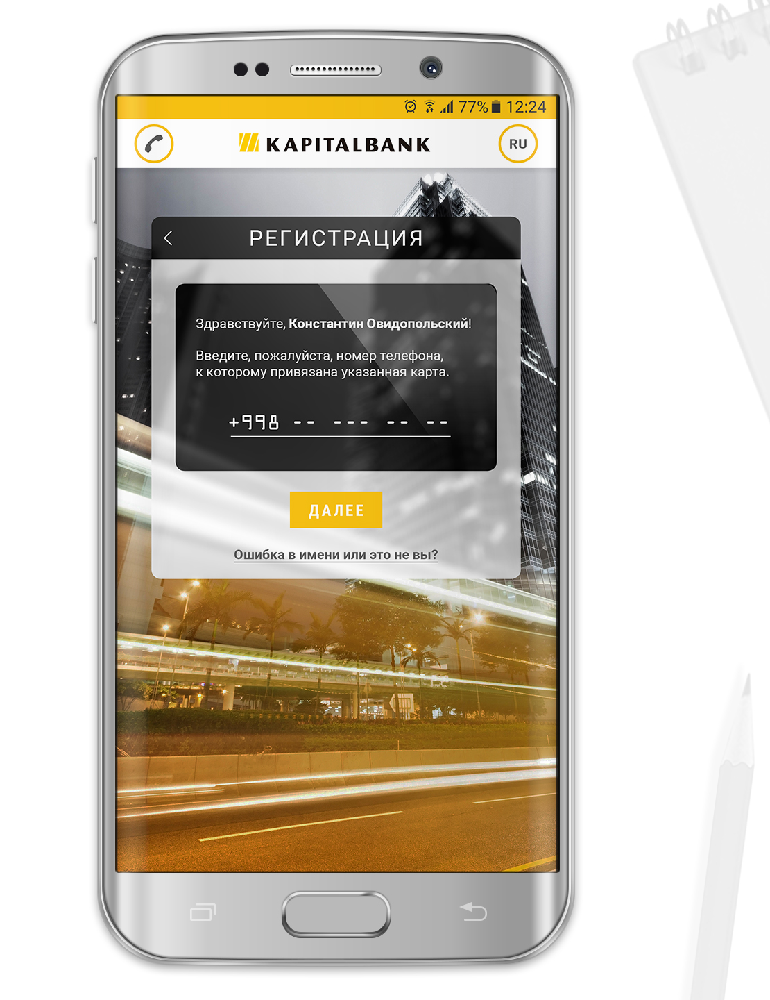 77% 12:24
KAPITALBANK
RU
РЕГИСТРАЦИЯ
Здравствуйте, Константин Овидопольский!
Введите, пожалуйста, номер телефона,
к которому привязана указанная карта.
+998 -- --- -- --
ДАЛЕЕ
Ошибка в имени или это не вы?